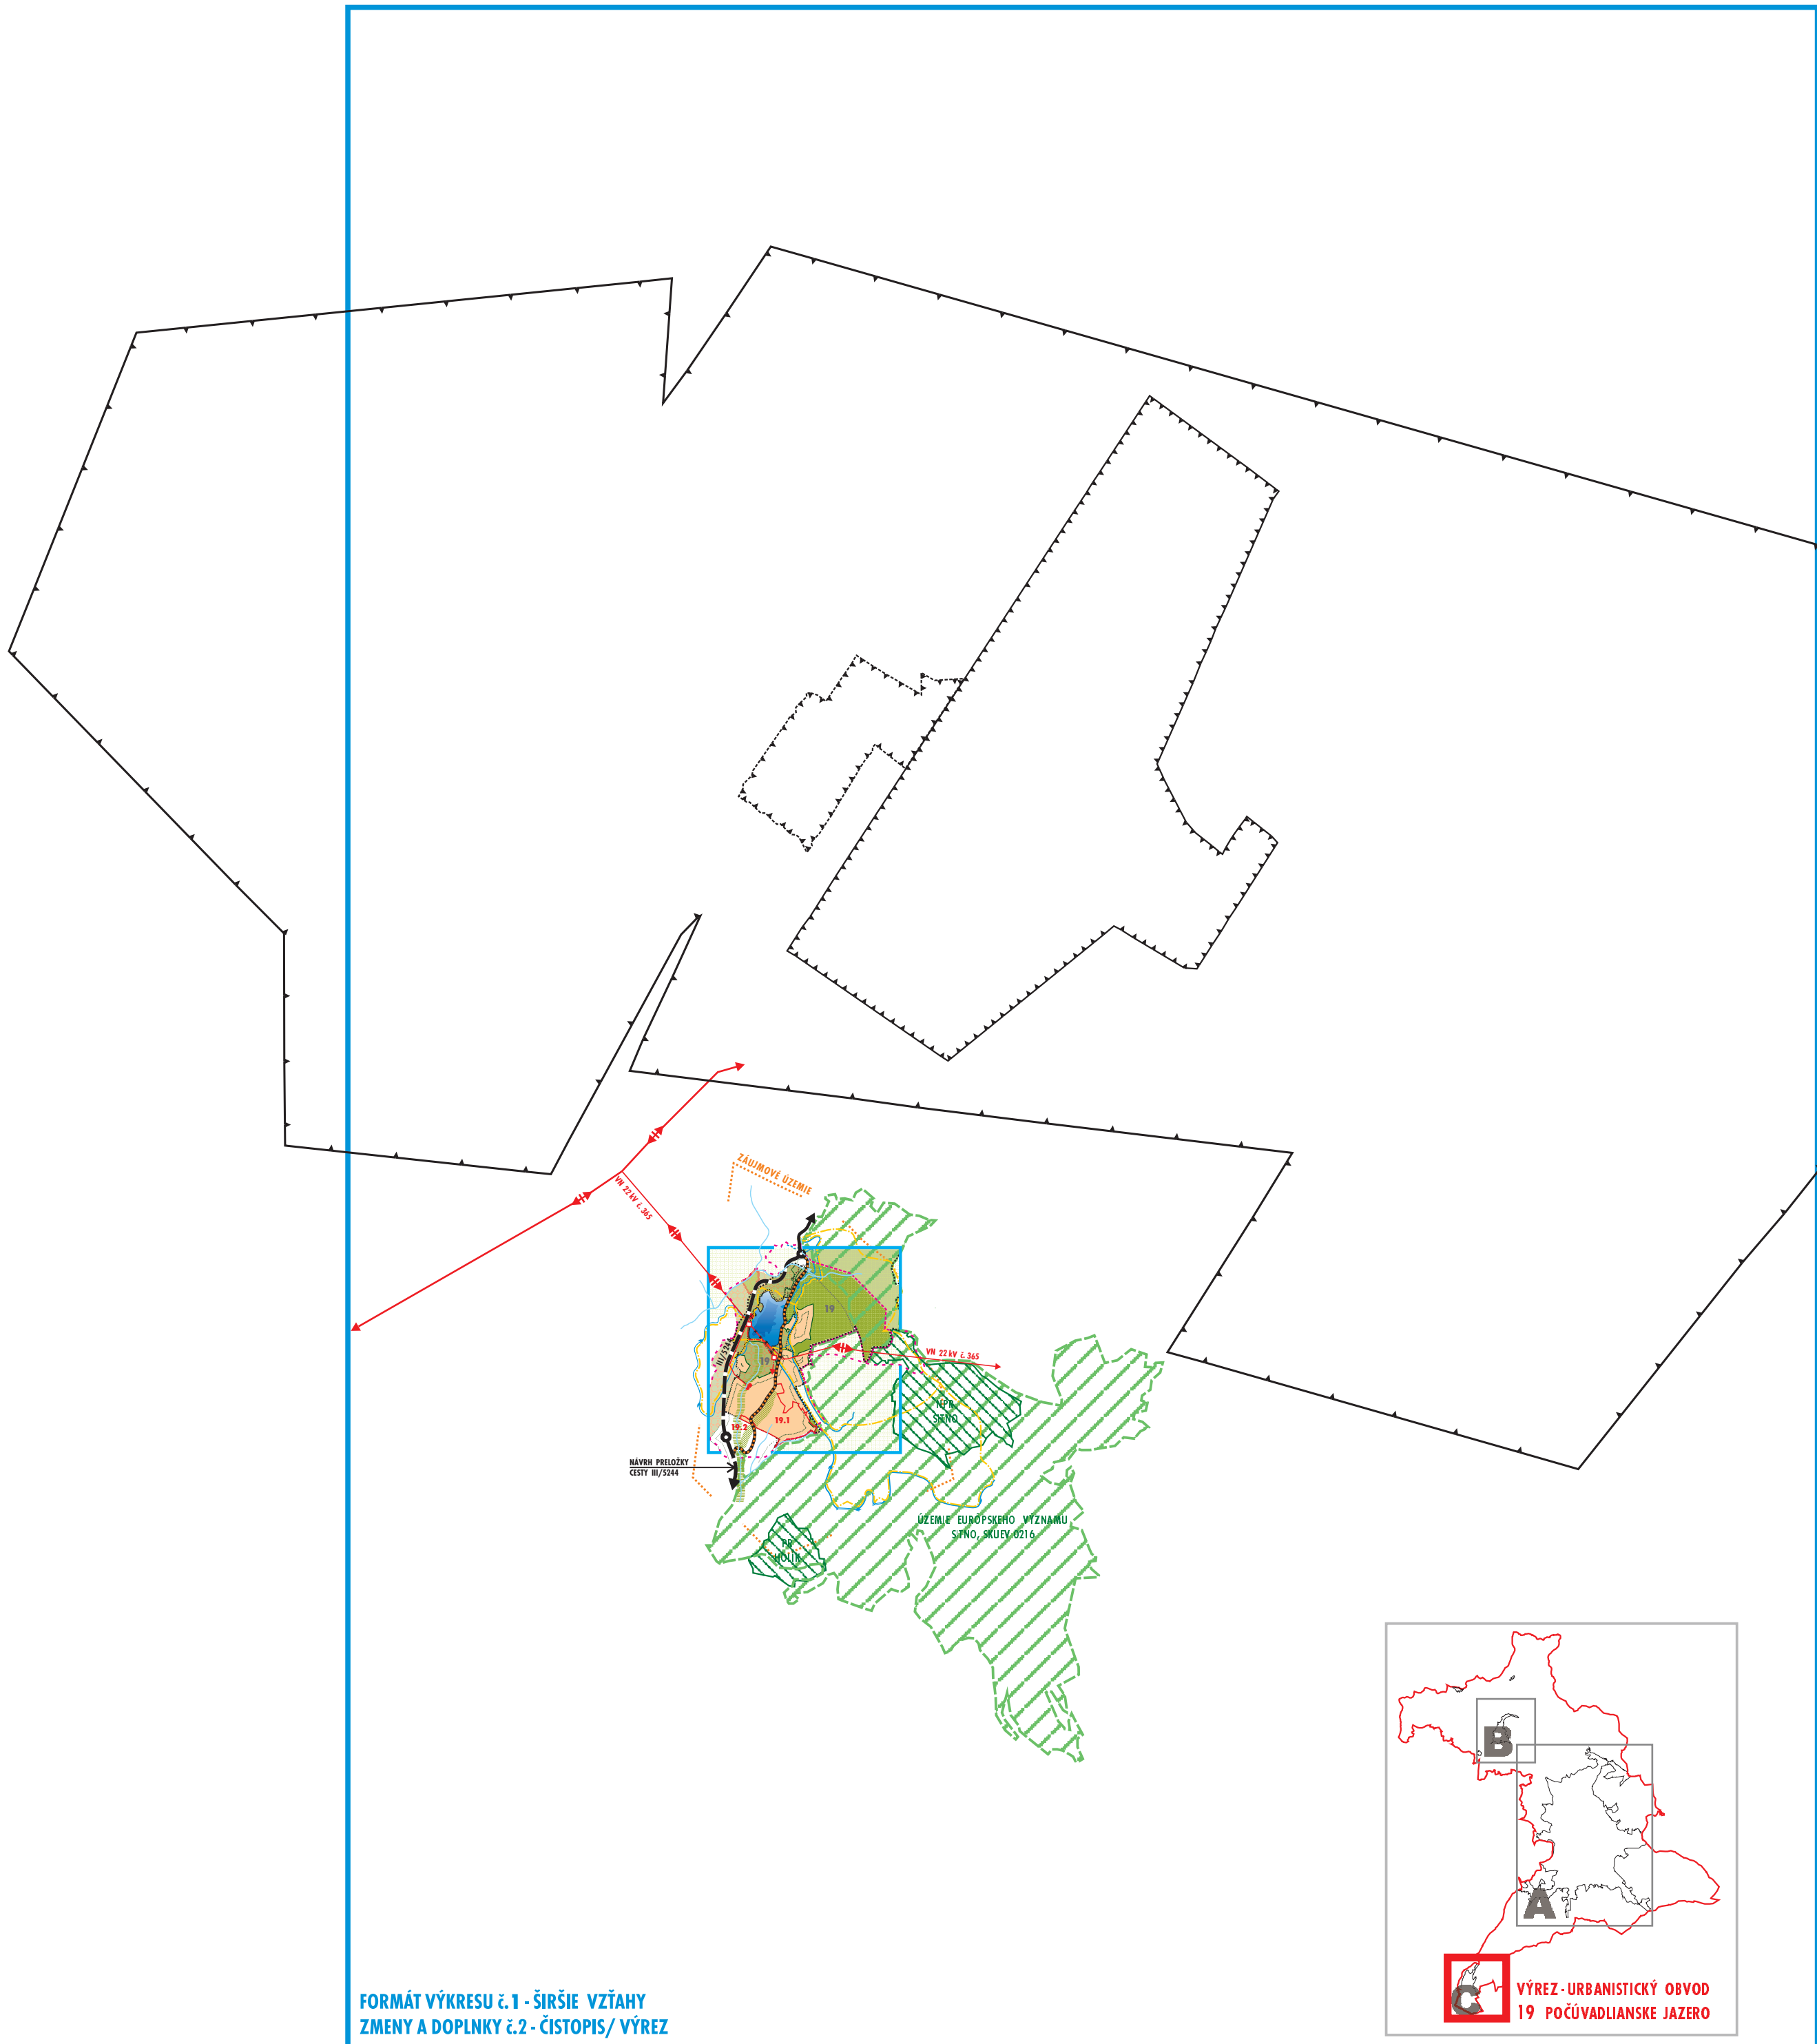 ZÁUJMOVÉ ÚZEMIE
VN 22 kV č. 365
19
III/524
19
VN 22 kV č. 365
NPR
SITNO
19.1
19.2
NÁVRH PRELOŽKY
CESTY III/5244
ÚZEMIE EURÓPSKEHO VÝZNAMU
SITNO, SKUEV 0216
PR
HOLÍK
B
A
C
VÝREZ - URBANISTICKÝ OBVOD
19 POČÚVADLIANSKE JAZERO
FORMÁT VÝKRESU č.1 - ŠIRŠIE VZŤAHY
ZMENY A DOPLNKY č.2 - ČISTOPIS/ VÝREZ